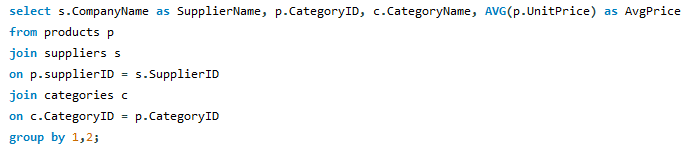 select s.CompanyName as SupplierName, p.CategoryID, c.CategoryName, AVG(p.UnitPrice) as AvgPrice
from products p
join suppliers s
on p.supplierID = s.SupplierID
join categories c
on c.CategoryID = p.CategoryID
group by 1,2;